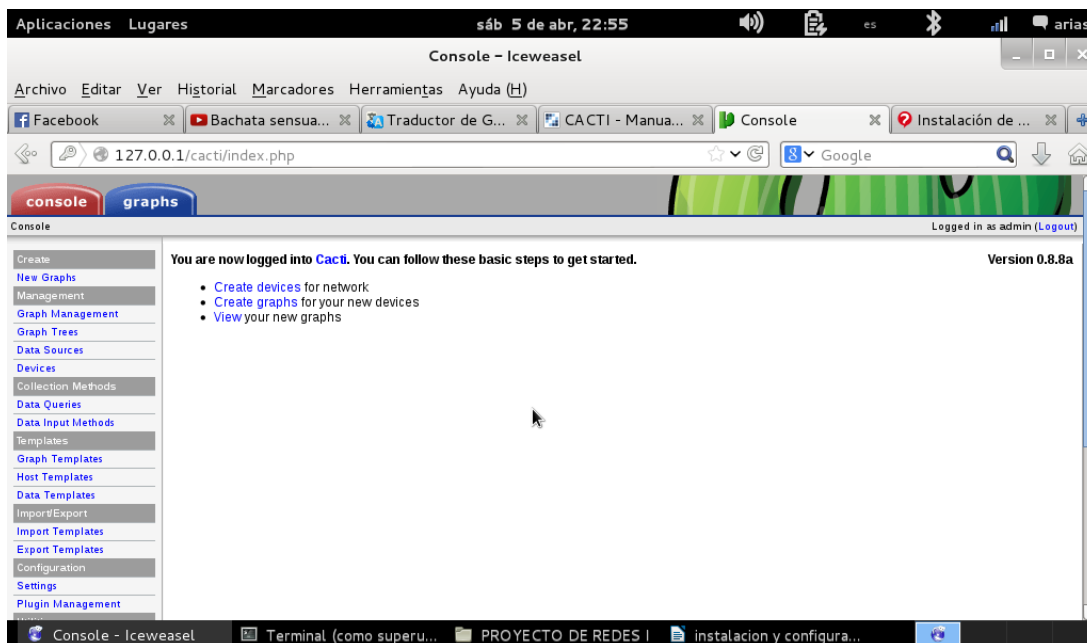 Aplicaciones Lugares sáb 5 de abr, 22:55 es arias
Console - Iceweasel
Archivo Editar Ver Historial Marcadores Herramientas Ayuda (H)
Facebook Bachata sensua... Traductor de G... CACTI - Manua... Console Instalación de ...
127.0.0.1/cacti/index.php Google
console graphs
Console Logged in as admin (Logout)
Create
New Graphs
Management
Graph Management
Graph Trees
Data Sources
Devices
Collection Methods
Data Queries
Data Input Methods
Templates
Graph Templates
Host Templates
Data Templates
Import/Export
Import Templates
Export Templates
Configuration
Settings
Plugin Management
You are now logged into Cacti. You can follow these basic steps to get started. Version 0.8.8a
Create devices for network
Create graphs for your new devices
View your new graphs
Console - Iceweasel Terminal (como superu... PROYECTO DE REDES I instalacion y configura...